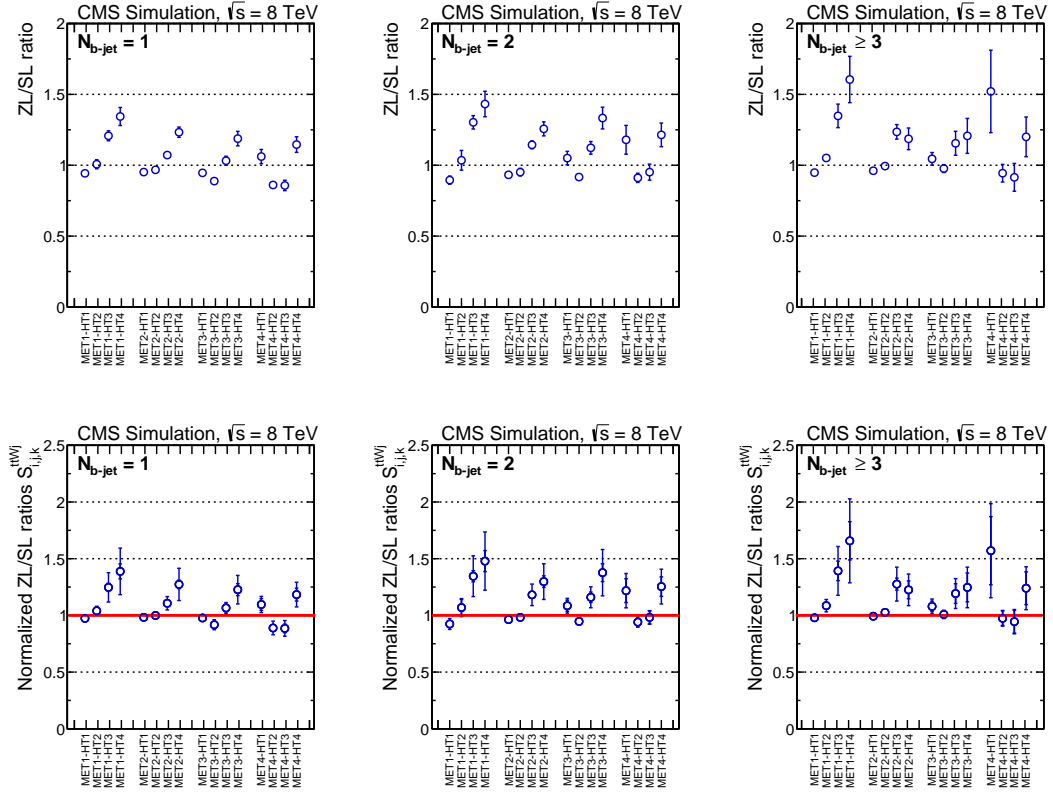 CMS Simulation, √s = 8 TeV
N_b-jet = 1
ZL/SL ratio
2
1.5
1
0.5
0
MET1-HT1
MET1-HT2
MET1-HT3
MET1-HT4
MET2-HT1
MET2-HT2
MET2-HT3
MET2-HT4
MET3-HT1
MET3-HT2
MET3-HT3
MET3-HT4
MET4-HT1
MET4-HT2
MET4-HT3
MET4-HT4
CMS Simulation, √s = 8 TeV
N_b-jet = 2
ZL/SL ratio
2
1.5
1
0.5
0
MET1-HT1
MET1-HT2
MET1-HT3
MET1-HT4
MET2-HT1
MET2-HT2
MET2-HT3
MET2-HT4
MET3-HT1
MET3-HT2
MET3-HT3
MET3-HT4
MET4-HT1
MET4-HT2
MET4-HT3
MET4-HT4
CMS Simulation, √s = 8 TeV
N_b-jet ≥ 3
ZL/SL ratio
2
1.5
1
0.5
0
MET1-HT1
MET1-HT2
MET1-HT3
MET1-HT4
MET2-HT1
MET2-HT2
MET2-HT3
MET2-HT4
MET3-HT1
MET3-HT2
MET3-HT3
MET3-HT4
MET4-HT1
MET4-HT2
MET4-HT3
MET4-HT4
CMS Simulation, √s = 8 TeV
N_b-jet = 1
Normalized ZL/SL ratios S_i,j,k^ttWj
2.5
2
1.5
1
0.5
0
MET1-HT1
MET1-HT2
MET1-HT3
MET1-HT4
MET2-HT1
MET2-HT2
MET2-HT3
MET2-HT4
MET3-HT1
MET3-HT2
MET3-HT3
MET3-HT4
MET4-HT1
MET4-HT2
MET4-HT3
MET4-HT4
CMS Simulation, √s = 8 TeV
N_b-jet = 2
Normalized ZL/SL ratios S_i,j,k^ttWj
2.5
2
1.5
1
0.5
0
MET1-HT1
MET1-HT2
MET1-HT3
MET1-HT4
MET2-HT1
MET2-HT2
MET2-HT3
MET2-HT4
MET3-HT1
MET3-HT2
MET3-HT3
MET3-HT4
MET4-HT1
MET4-HT2
MET4-HT3
MET4-HT4
CMS Simulation, √s = 8 TeV
N_b-jet ≥ 3
Normalized ZL/SL ratios S_i,j,k^ttWj
2.5
2
1.5
1
0.5
0
MET1-HT1
MET1-HT2
MET1-HT3
MET1-HT4
MET2-HT1
MET2-HT2
MET2-HT3
MET2-HT4
MET3-HT1
MET3-HT2
MET3-HT3
MET3-HT4
MET4-HT1
MET4-HT2
MET4-HT3
MET4-HT4